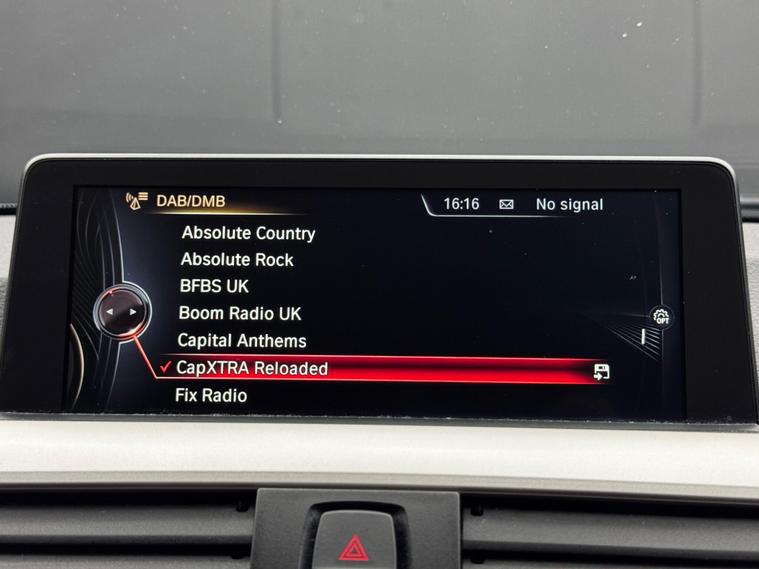 DAB/DMB 16:16 No signal
Absolute Country
Absolute Rock
BFBS UK
Boom Radio UK
OPT
Capital Anthems
CapXTRA Reloaded
Fix Radio